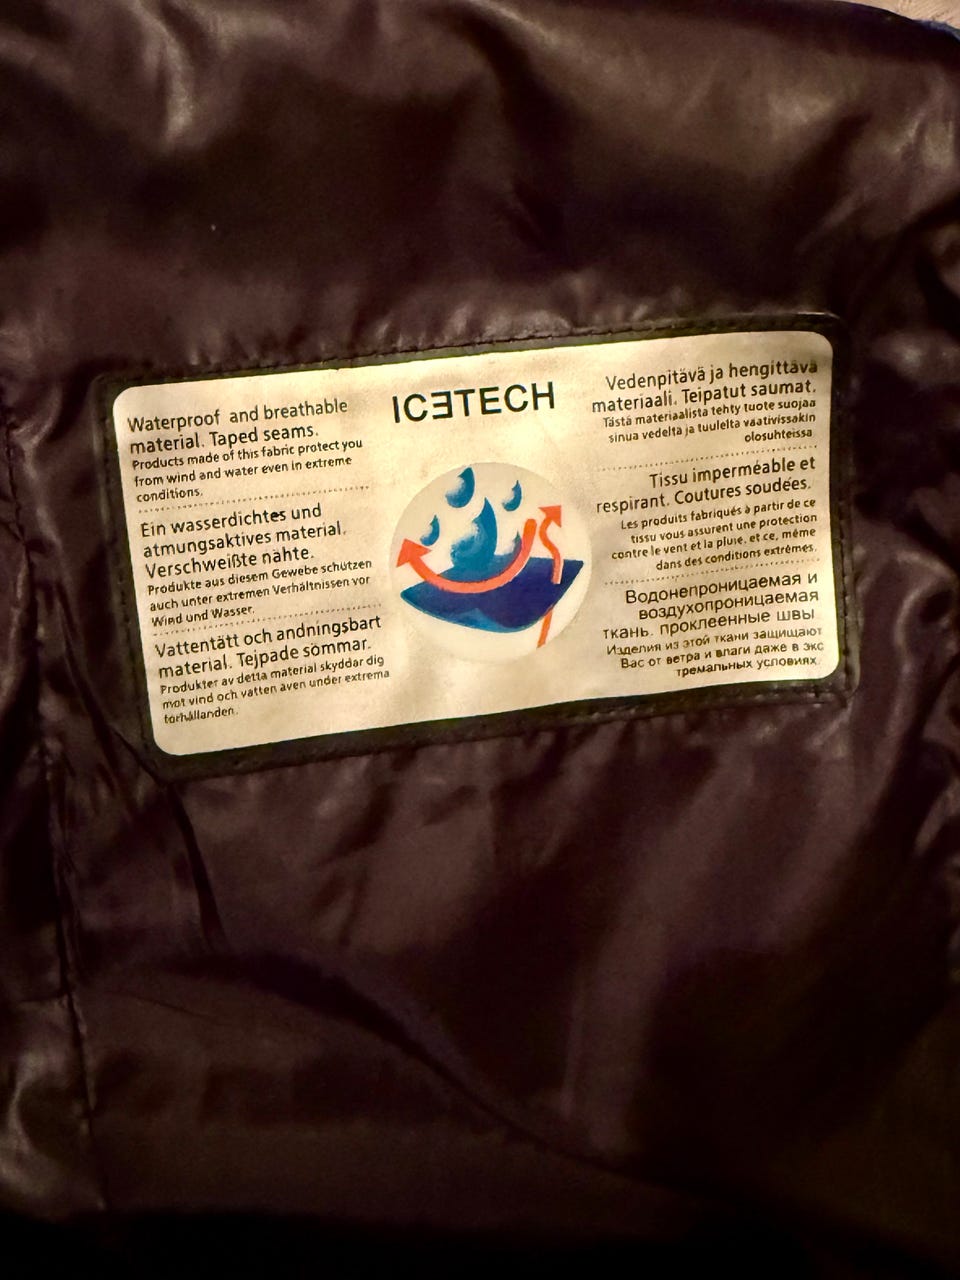 Waterproof and breathable
material. Taped seams.
Products made of this fabric protect you
from wind and water even in extreme
conditions.
Ein wasserdichtes und
atmungsaktives material.
Verschweißte nähte.
Produkte aus diesem Gewebe schützen
auch unter extremen Verhältnissen vor
Wind und Wasser.
Vattentätt och andningsbart
material. Tejpade sömmar.
Produkter av detta material skyddar dig
mot vind och vatten även under extrema
förhållanden.
ICETECH
Vedenpitävä ja hengittävä
materiaali. Teipatut saumat.
Tästä materiaalista tehty tuote suojaa
sinua vedeltä ja tuulelta vaativissakin
olosuhteissa.
Tissu imperméable et
respirant. Coutures soudées.
Les produits fabriqués à partir de ce
tissu vous assurent une protection
contre le vent et la pluie, et ce, même
dans des conditions extrêmes.
Водонепроницаемая и
воздухопроницаемая
ткань. проклеенные швы
Изделия из этой ткани защищают
Вас от ветра и влаги даже в экс
тремальных условиях.